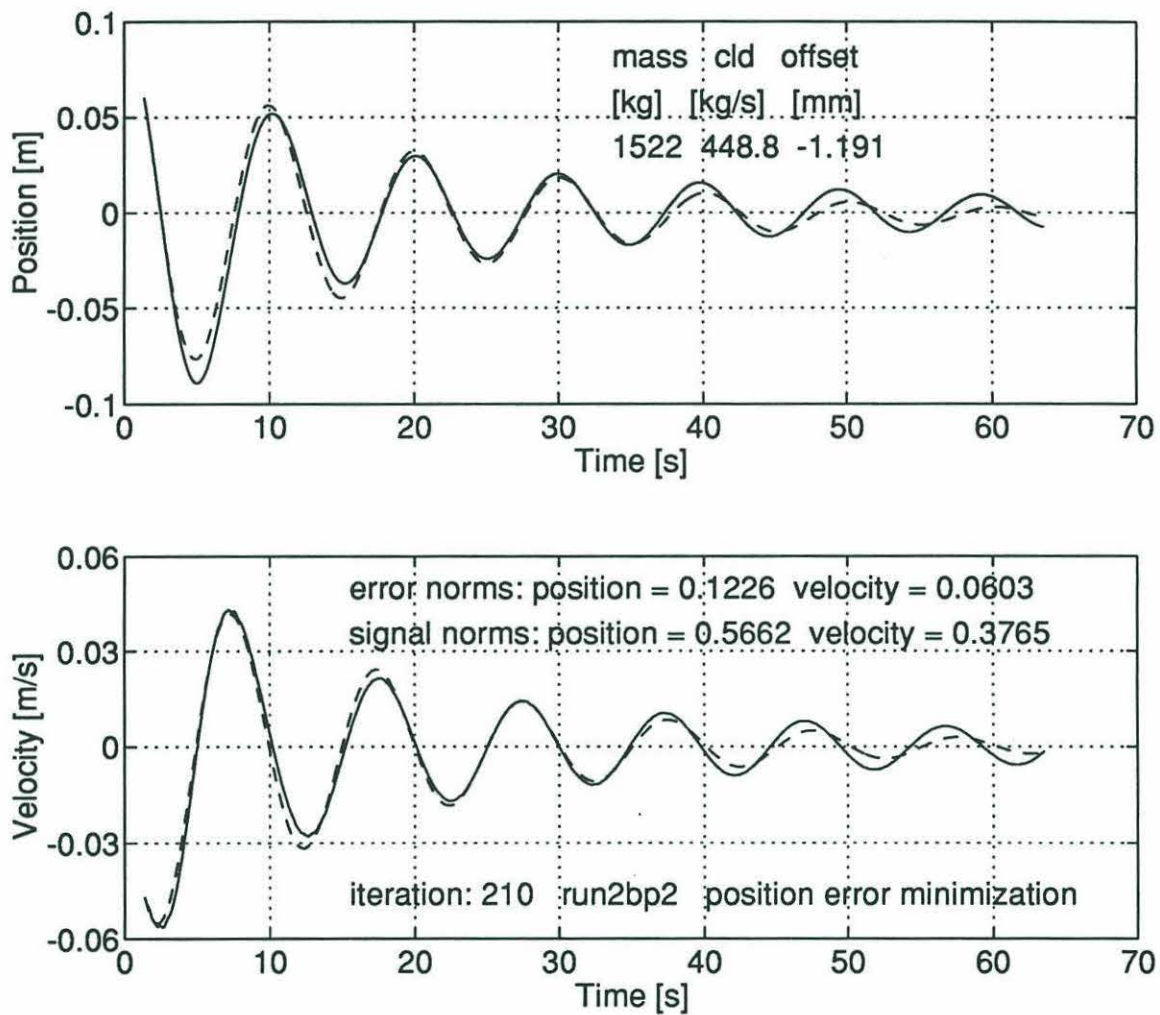 0.1
0.05
0
-0.05
-0.1
Position [m]
mass cld offset
[kg] [kg/s] [mm]
1522 448.8 -1.191
0 10 20 30 40 50 60 70
Time [s]
0.06
0.03
0
-0.03
-0.06
Velocity [m/s]
error norms: position = 0.1226 velocity = 0.0603
signal norms: position = 0.5662 velocity = 0.3765
iteration: 210 run2bp2 position error minimization
0 10 20 30 40 50 60 70
Time [s]